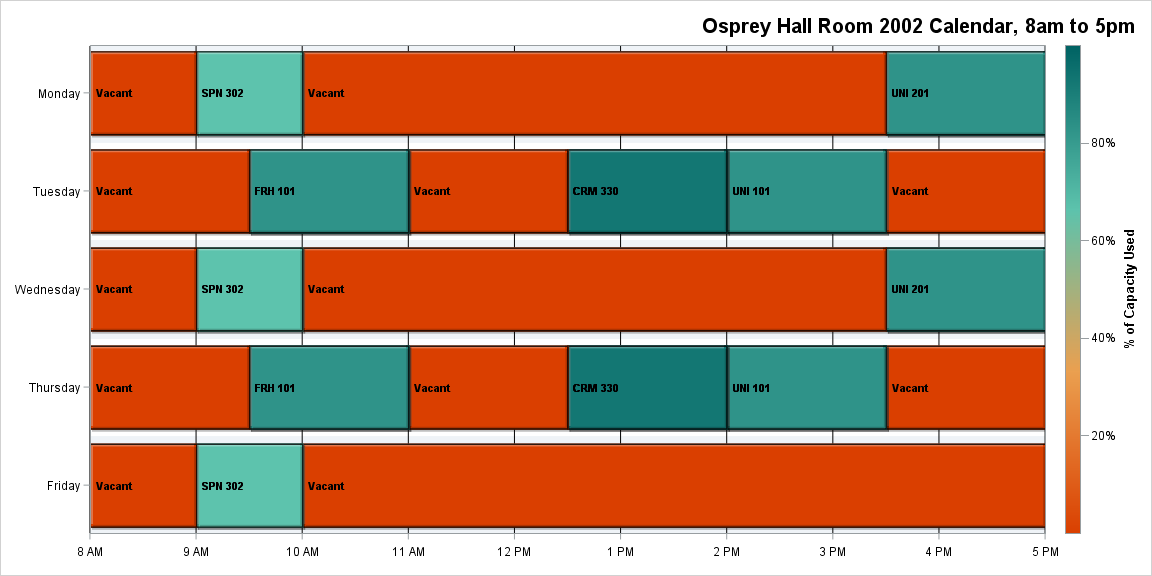 Osprey Hall Room 2002 Calendar, 8am to 5pm
Monday
Vacant
SPN 302
Vacant
UNI 201
Tuesday
Vacant
FRH 101
Vacant
CRM 330
UNI 101
Vacant
Wednesday
Vacant
SPN 302
Vacant
UNI 201
Thursday
Vacant
FRH 101
Vacant
CRM 330
UNI 101
Vacant
Friday
Vacant
SPN 302
Vacant
8 AM
9 AM
10 AM
11 AM
12 PM
1 PM
2 PM
3 PM
4 PM
5 PM
80%
60%
40%
20%
% of Capacity Used